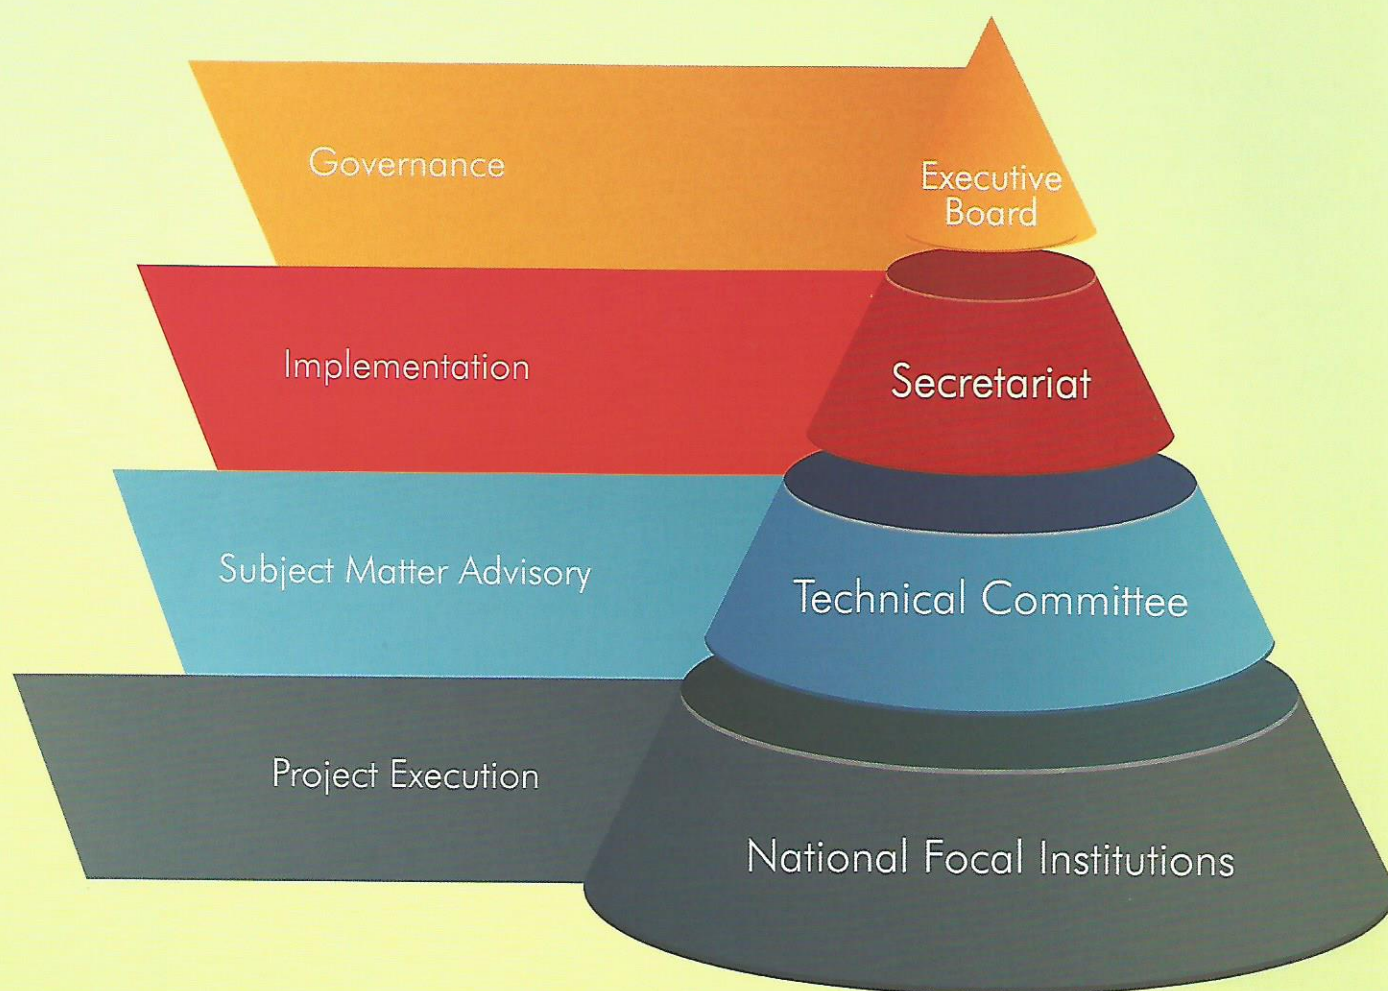 Governance
Executive
Board
Implementation
Secretariat
Subject Matter Advisory
Technical Committee
Project Execution
National Focal Institutions